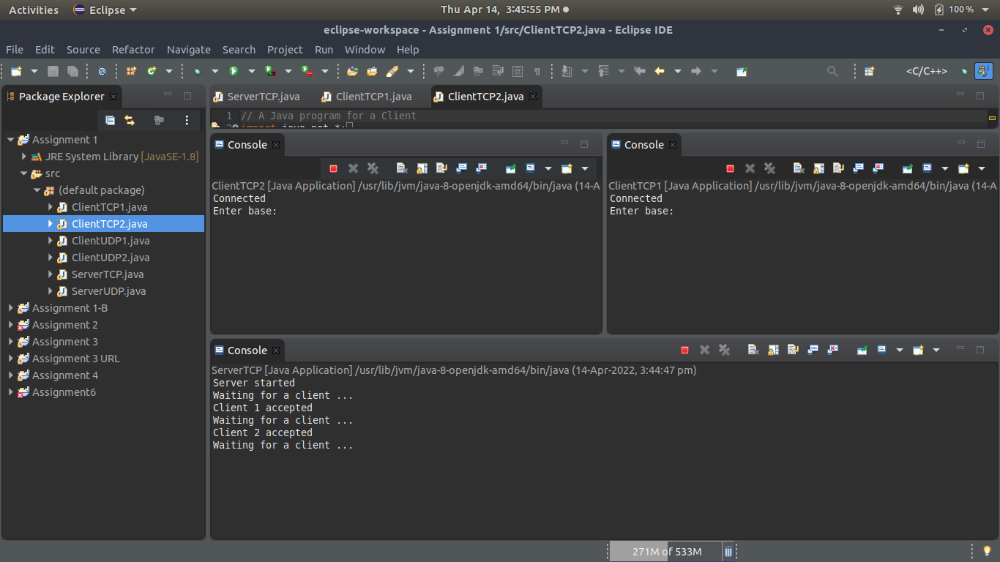 Activities Eclipse Thu Apr 14, 3:45:55 PM 100 %
eclipse-workspace - Assignment 1/src/ClientTCP2.java - Eclipse IDE
File Edit Source Refactor Navigate Search Project Run Window Help
<C/C++>
Package Explorer
Assignment 1
JRE System Library [JavaSE-1.8]
src
(default package)
ClientTCP1.java
ClientTCP2.java
ClientUDP1.java
ClientUDP2.java
ServerTCP.java
ServerUDP.java
Assignment 1-B
Assignment 2
Assignment 3
Assignment 3 URL
Assignment 4
Assignment6
ServerTCP.java ClientTCP1.java ClientTCP2.java
1 // A Java program for a Client
import java.net.*;
Console
ClientTCP2 [Java Application] /usr/lib/jvm/java-8-openjdk-amd64/bin/java (14-A
Connected
Enter base:
Console
ClientTCP1 [Java Application] /usr/lib/jvm/java-8-openjdk-amd64/bin/java (14-A
Connected
Enter base:
Console
ServerTCP [Java Application] /usr/lib/jvm/java-8-openjdk-amd64/bin/java (14-Apr-2022, 3:44:47 pm)
Server started
Waiting for a client ...
Client 1 accepted
Waiting for a client ...
Client 2 accepted
Waiting for a client ...
271M of 533M